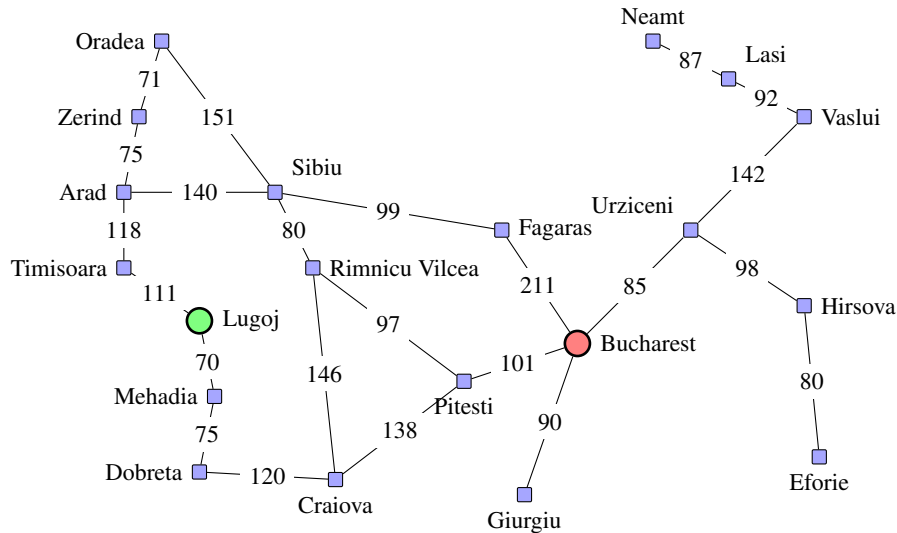 Neamt
Oradea
Lasi
87
71
92
Zerind
151
Vaslui
75
Sibiu
142
Arad
140
99
Urziceni
118
80
Fagaras
Timisoara
Rimnicu Vilcea
98
111
211
85
Hirsova
Lugoj
97
Bucharest
70
101
146
80
Mehadia
Pitesti
75
138
90
Dobreta
120
Craiova
Eforie
Giurgiu